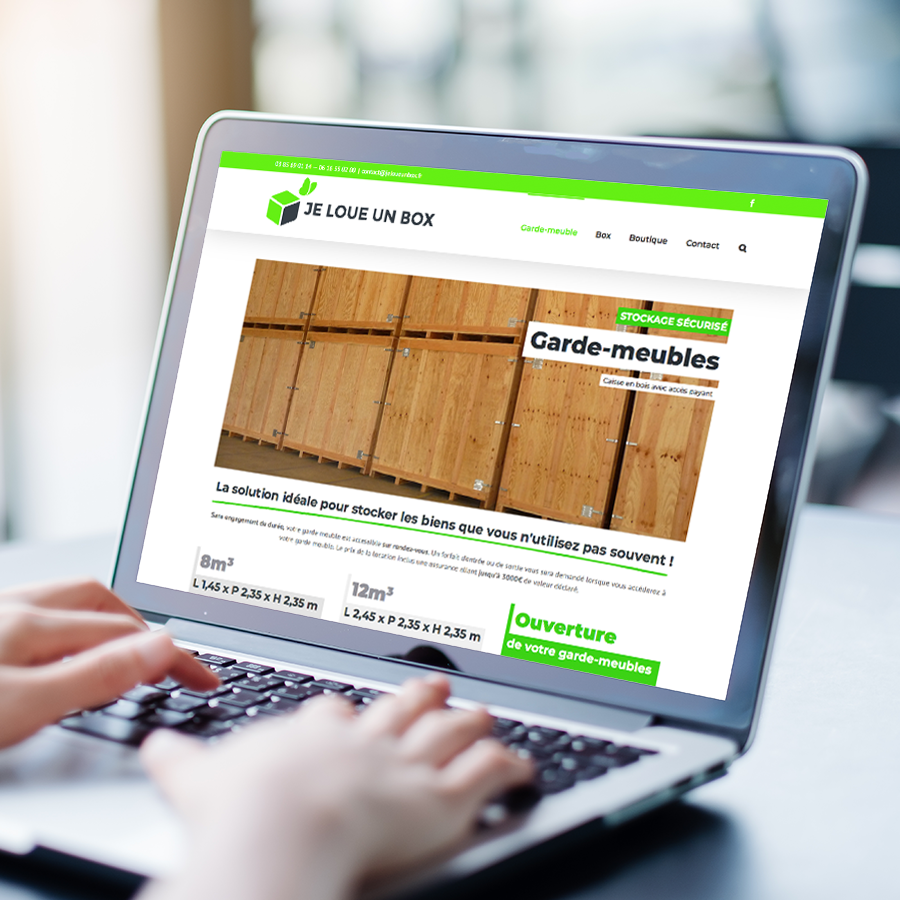 contact@jeloueunbox.fr
JE LOUE UN BOX
Garde-meuble Box Boutique Contact
STOCKAGE SÉCURISÉ
Garde-meubles
Caisse en bois avec accès payant
La solution idéale pour stocker les biens que vous n'utilisez pas souvent !
Sans engagement de durée, votre garde meuble est accessible sur rendez-vous. Un forfait d'entrée ou de sortie vous sera demandé lorsque vous accéderez à
votre garde meuble. Le prix de la location inclus une assurance allant jusqu'à 3000€ de valeur déclaré.
8m³
L 1,45 x P 2,35 x H 2,35 m
12m³
L 2,45 x P 2,35 x H 2,35 m
Ouverture
de votre garde-meubles